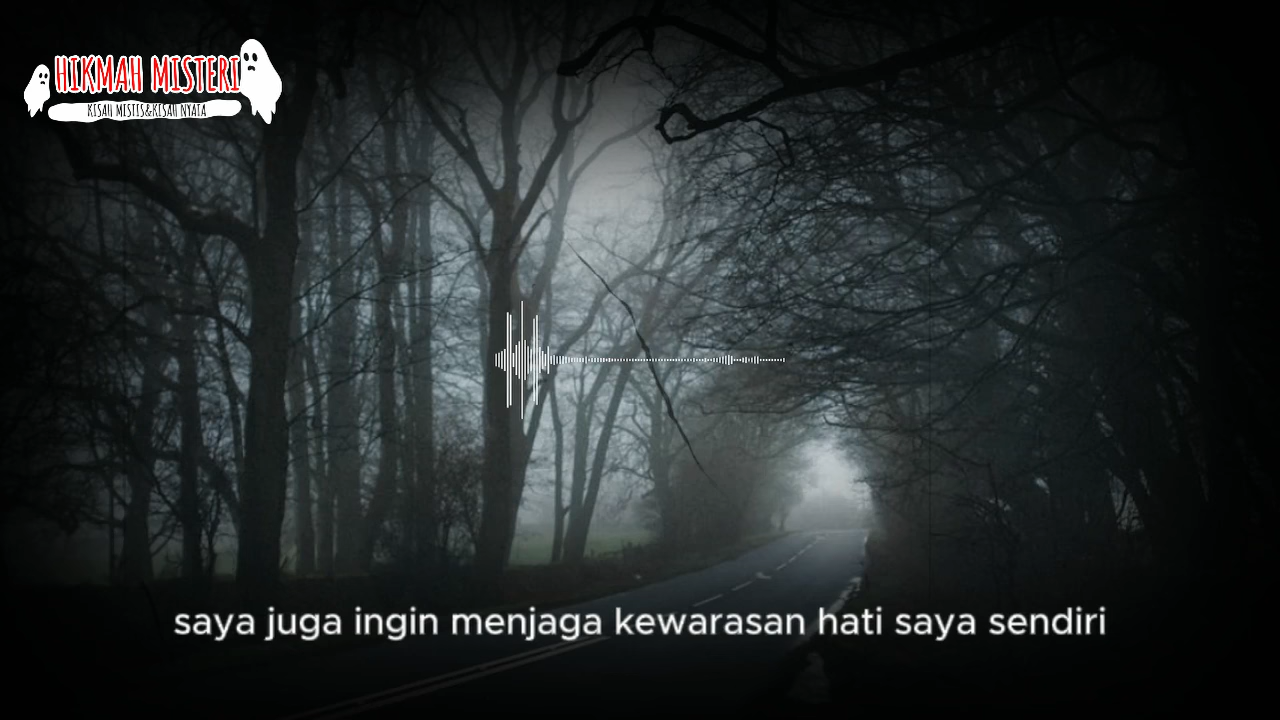 HIKMAH MISTERI
KISAH MISTIS&KISAH NYATA
saya juga ingin menjaga kewarasan hati saya sendiri